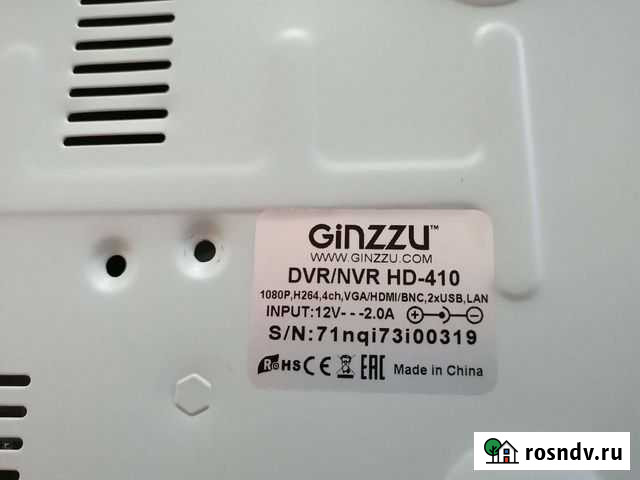 GiNZZU™
WWW.GINZZU.COM
DVR/NVR HD-410
1080P,H264,4ch,VGA/HDMI/BNC,2xUSB,LAN
INPUT:12V---2.0A
S/N:71nqi73i00319
RoHS CE EAC Made in China
rosndv.ru